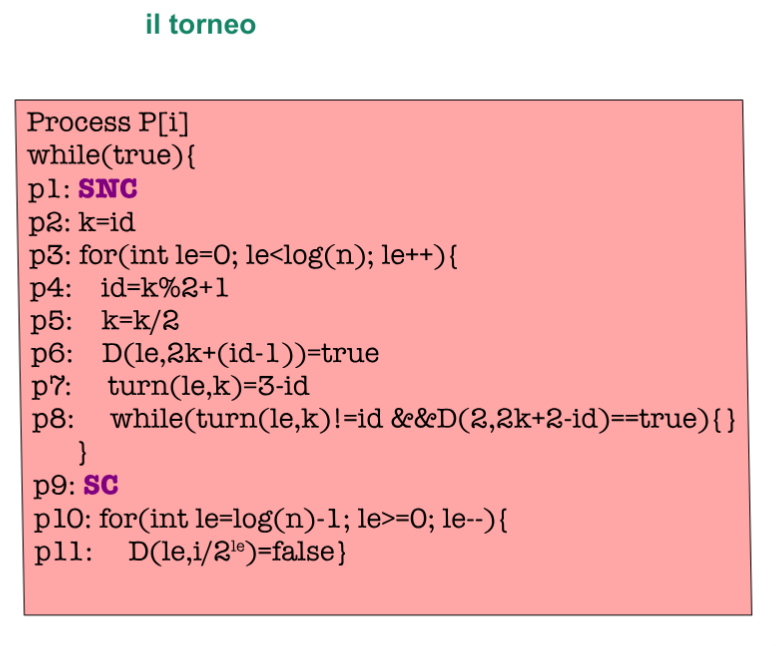 il torneo
Process P[i]
while(true){
p1: SNC
p2: k=id
p3: for(int le=0; le<log(n); le++){
p4: id=k%2+1
p5: k=k/2
p6: D(le,2k+(id-1))=true
p7: turn(le,k)=3-id
p8: while(turn(le,k)!=id &&D(2,2k+2-id)==true){}
}
p9: SC
p10: for(int le=log(n)-1; le>=0; le--){
p11: D(le,i/2^le)=false}